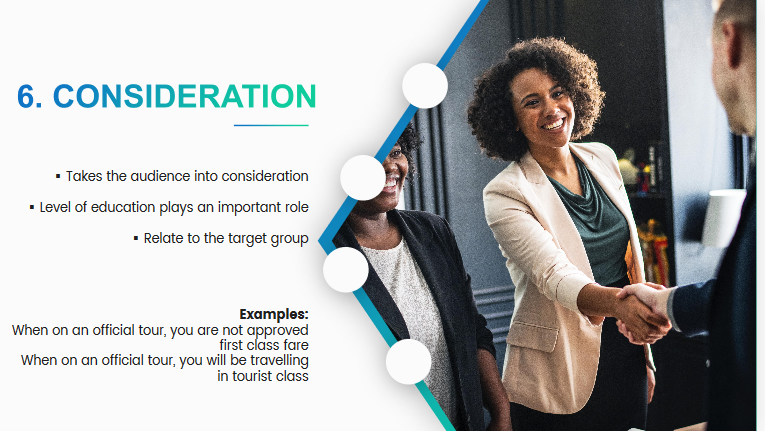 6. CONSIDERATION
▪ Takes the audience into consideration
▪ Level of education plays an important role
▪ Relate to the target group
Examples:
When on an official tour, you are not approved
first class fare
When on an official tour, you will be travelling
in tourist class